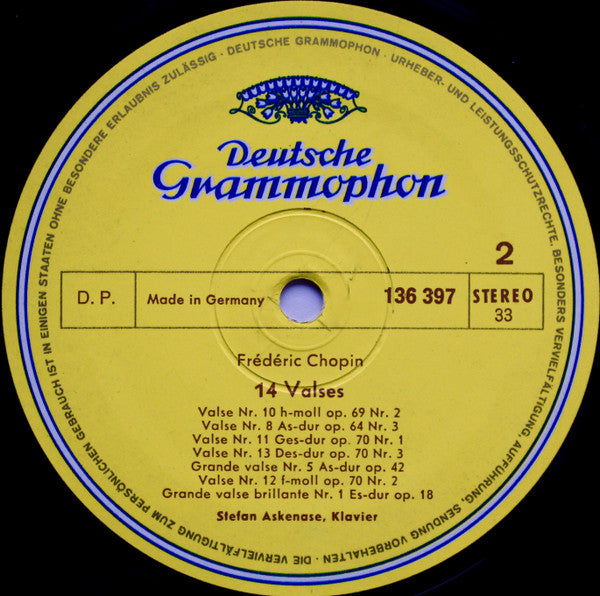 DEUTSCHE GRAMMOPHON · URHEBER- UND LEISTUNGSSCHUTZRECHTE, BESONDERS VERVIELFÄLTIGUNG, AUFFÜHRUNG, SENDUNG VORBEHALTEN · DIE VERVIELFÄLTIGUNG ZUM PERSÖNLICHEN GEBRAUCH IST IN EINIGEN STAATEN OHNE BESONDERE ERLAUBNIS ZULÄSSIG ·
Deutsche
Grammophon
2
D. P. Made in Germany 136 397 STEREO
33
Frédéric Chopin
14 Valses
Valse Nr. 10 h-moll op. 69 Nr. 2
Valse Nr. 8 As-dur op. 64 Nr. 3
Valse Nr. 11 Ges-dur op. 70 Nr. 1
Valse Nr. 13 Des-dur op. 70 Nr. 3
Grande valse Nr. 5 As-dur op. 42
Valse Nr. 12 f-moll op. 70 Nr. 2
Grande valse brillante Nr. 1 Es-dur op. 18
Stefan Askenase, Klavier